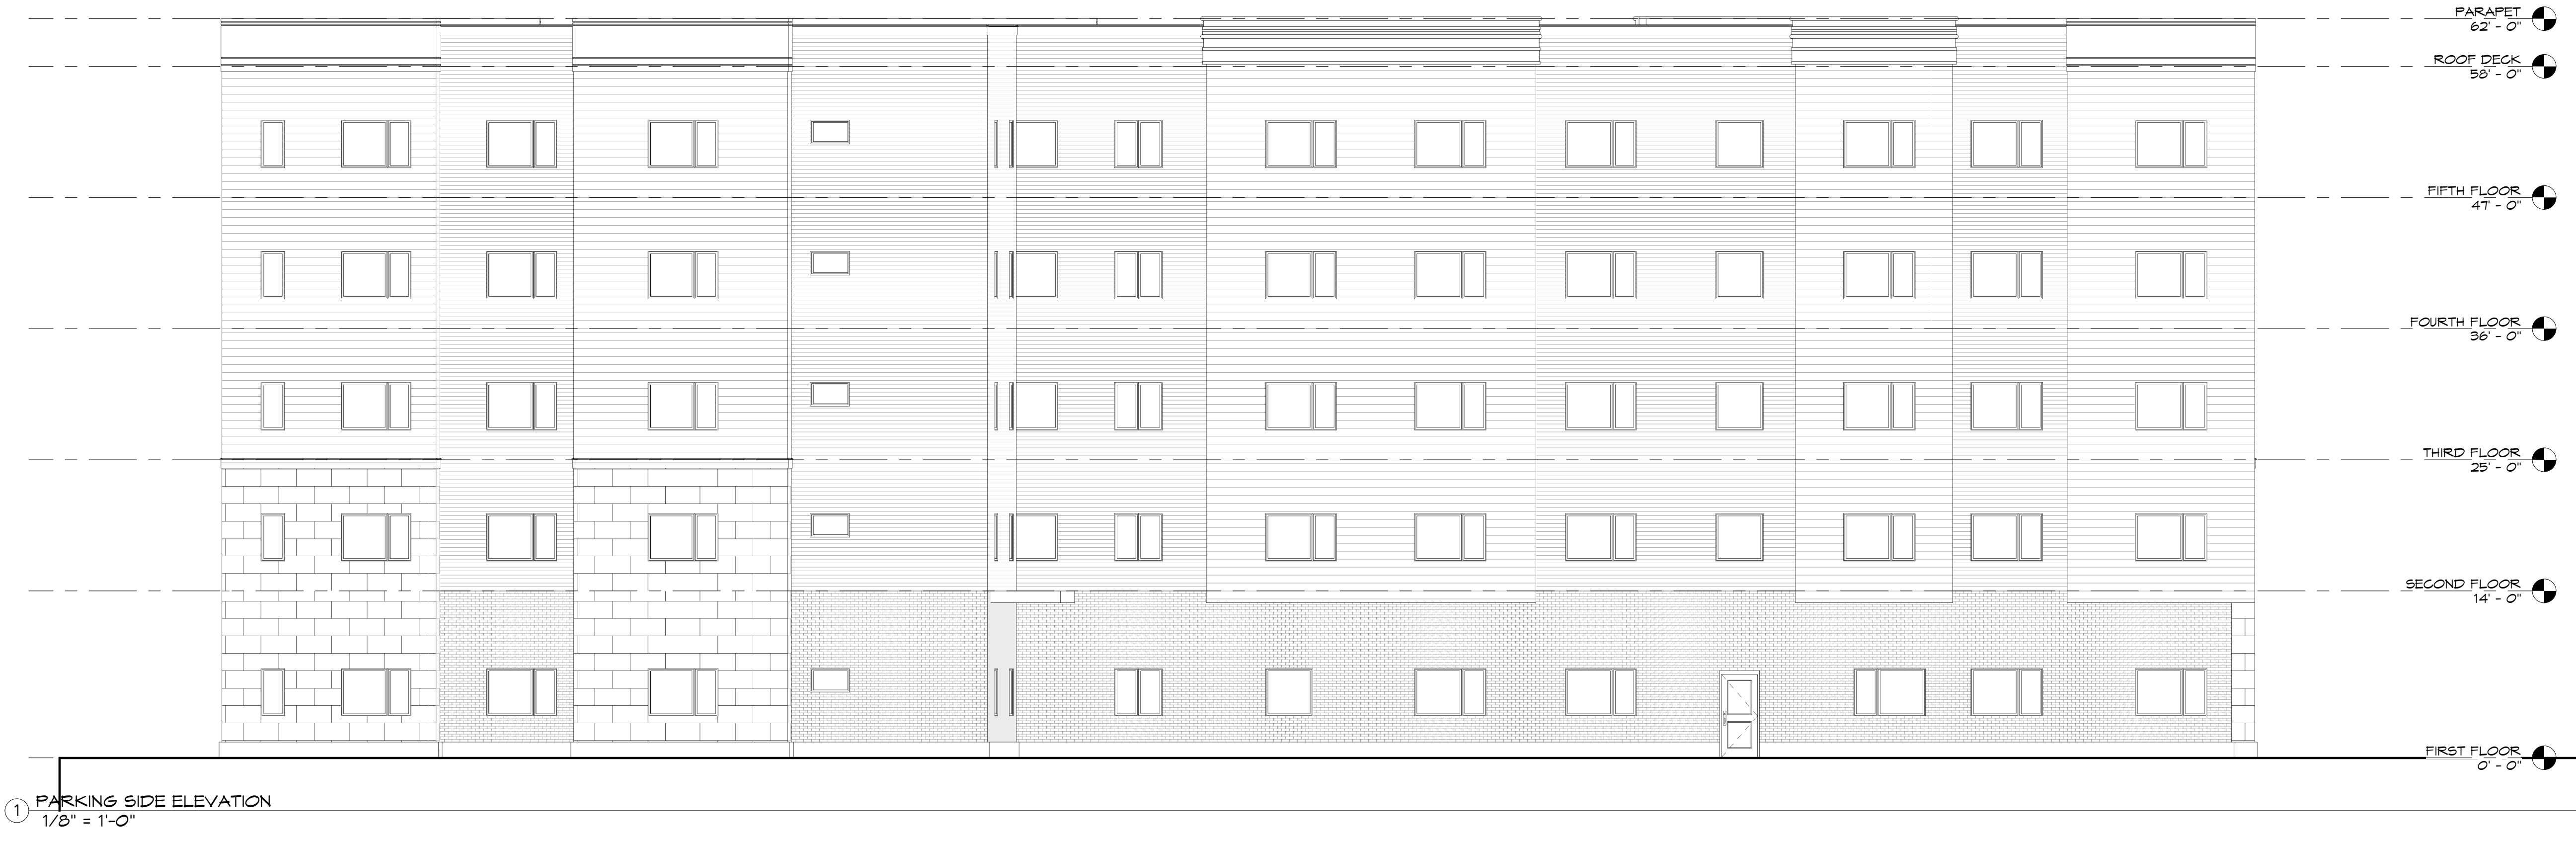 PARAPET
62' - 0"
ROOF DECK
58' - 0"
FIFTH FLOOR
47' - 0"
FOURTH FLOOR
36' - 0"
THIRD FLOOR
25' - 0"
SECOND FLOOR
14' - 0"
FIRST FLOOR
0' - 0"
1 PARKING SIDE ELEVATION
1/8" = 1'-0"